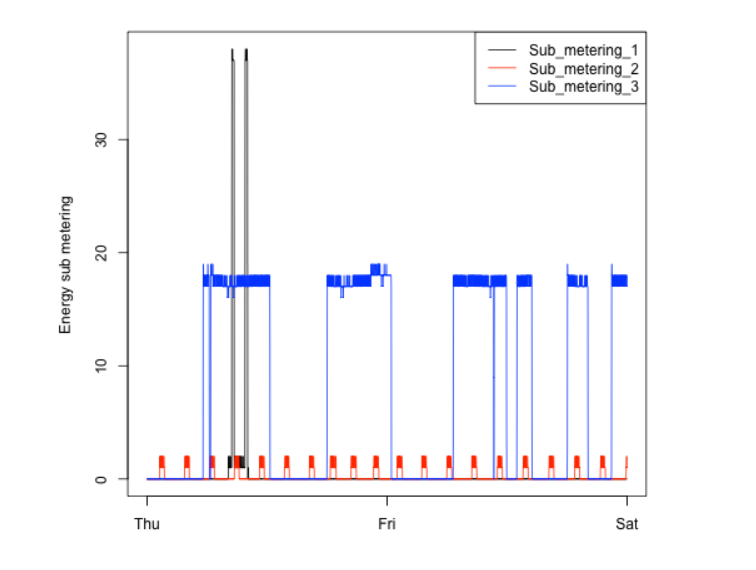 Sub_metering_1
Sub_metering_2
Sub_metering_3
Energy sub metering
30
20
10
0
Thu Fri Sat